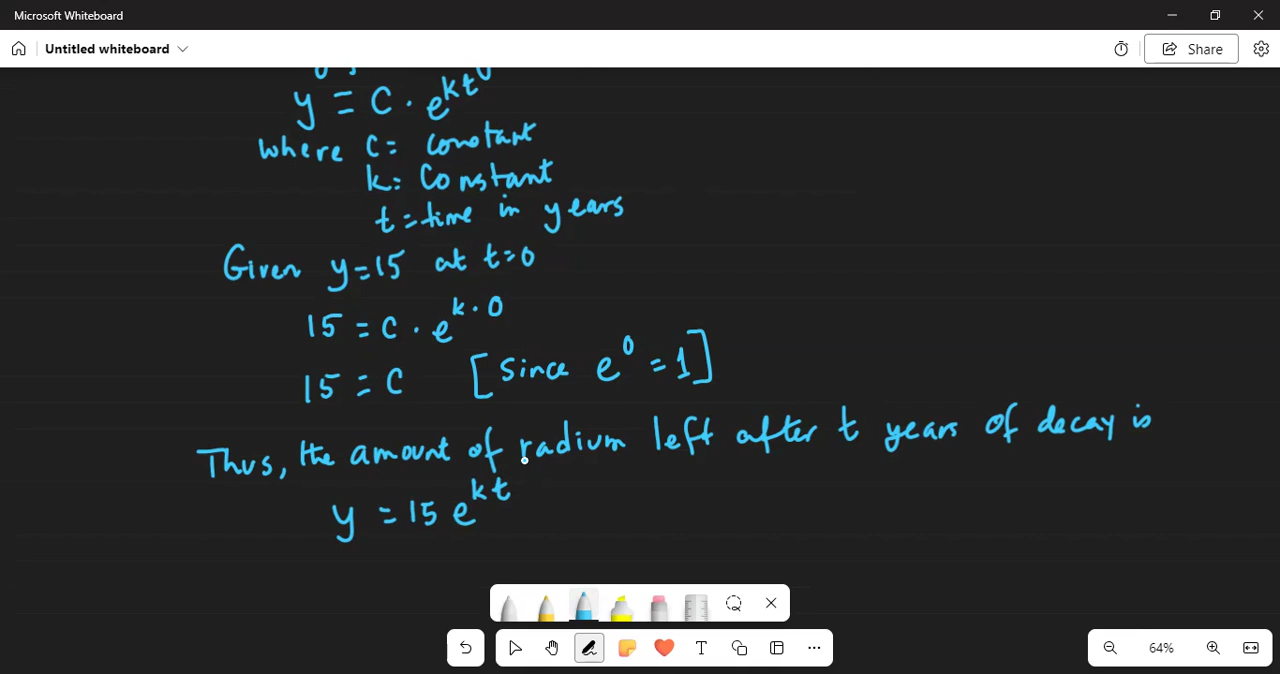 Microsoft Whiteboard
Untitled whiteboard
Share
y = C · e^kt
where C = constant
k = Constant
t = time in years
Given y = 15 at t = 0
15 = C · e^k · 0
15 = C [Since e^0 = 1]
Thus, the amount of radium left after t years of decay is
y = 15 e^kt
T
64%